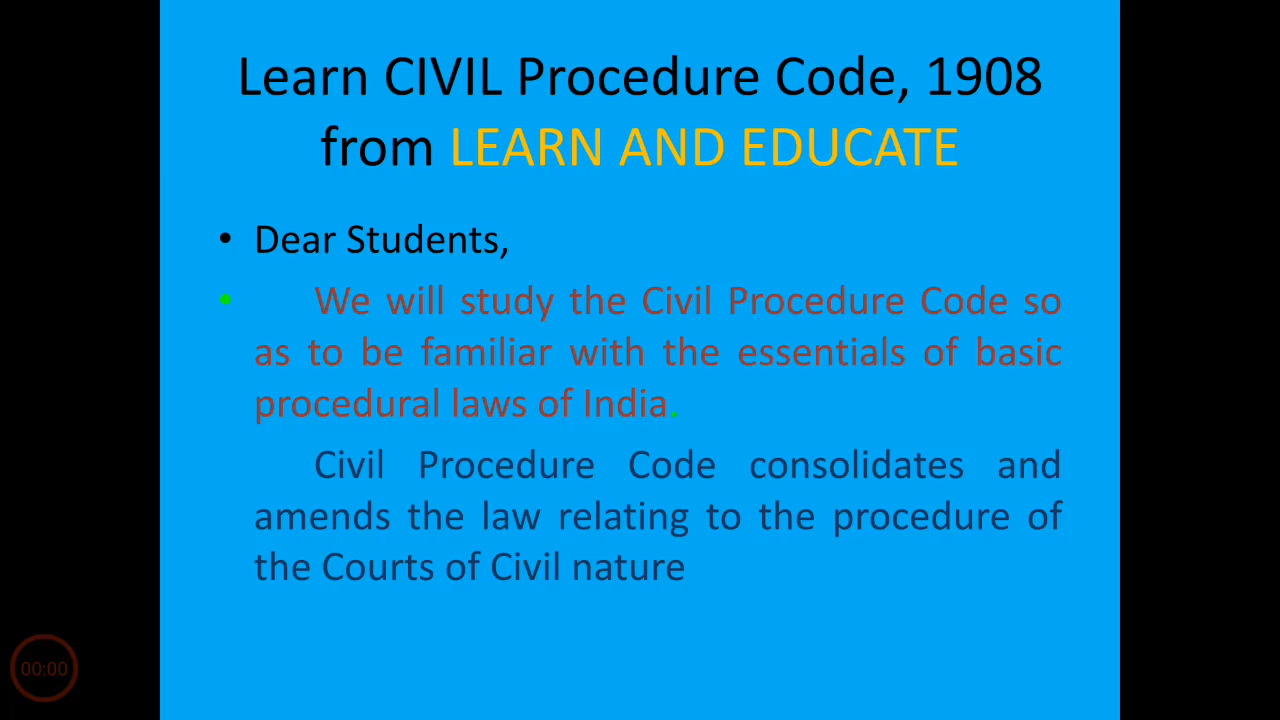 Learn CIVIL Procedure Code, 1908
from LEARN AND EDUCATE
• Dear Students,
• We will study the Civil Procedure Code so
as to be familiar with the essentials of basic
procedural laws of India.
Civil Procedure Code consolidates and
amends the law relating to the procedure of
the Courts of Civil nature
00:00